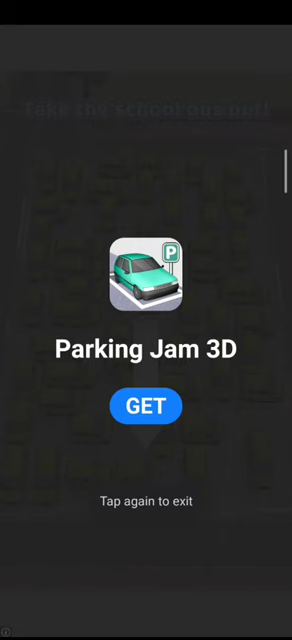 Take the school bus out!
P
Parking Jam 3D
GET
Tap again to exit